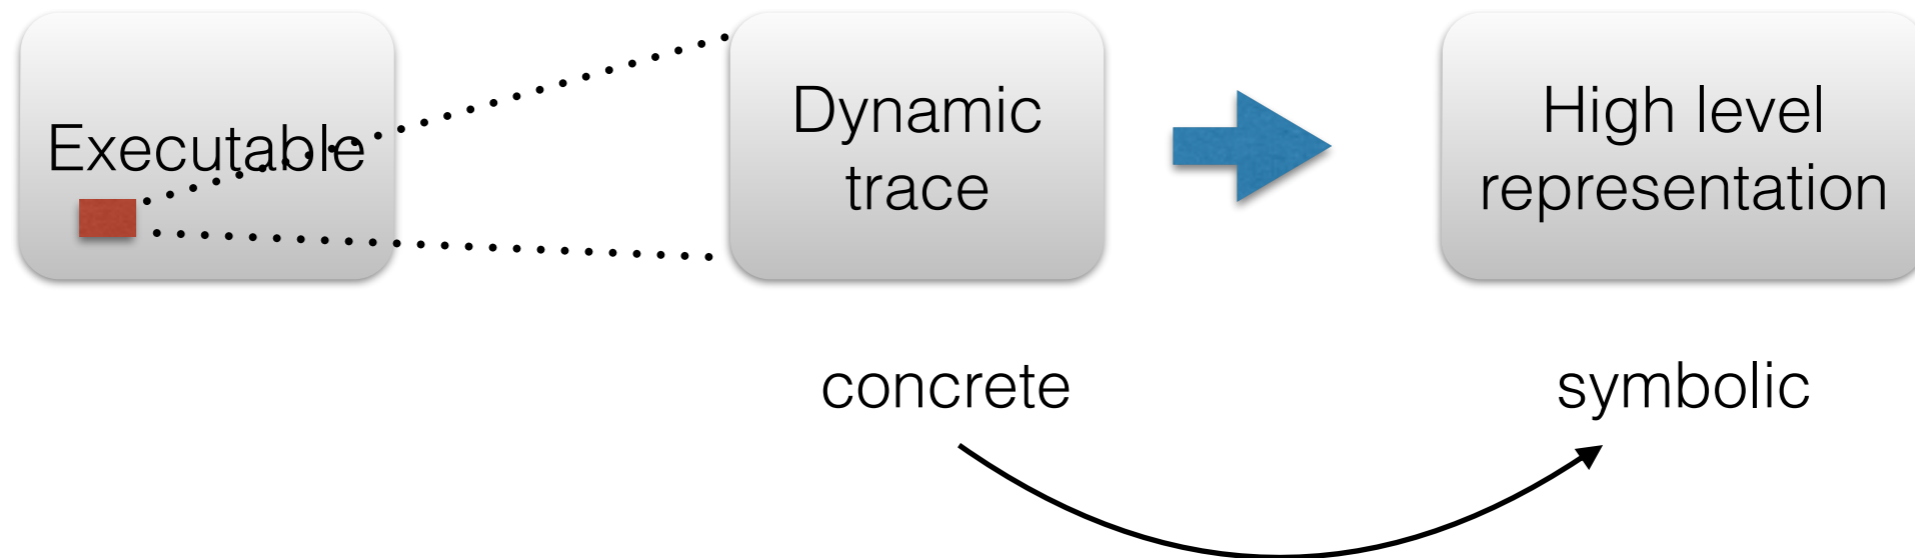 Executable
Dynamic
trace
High level
representation
concrete
symbolic